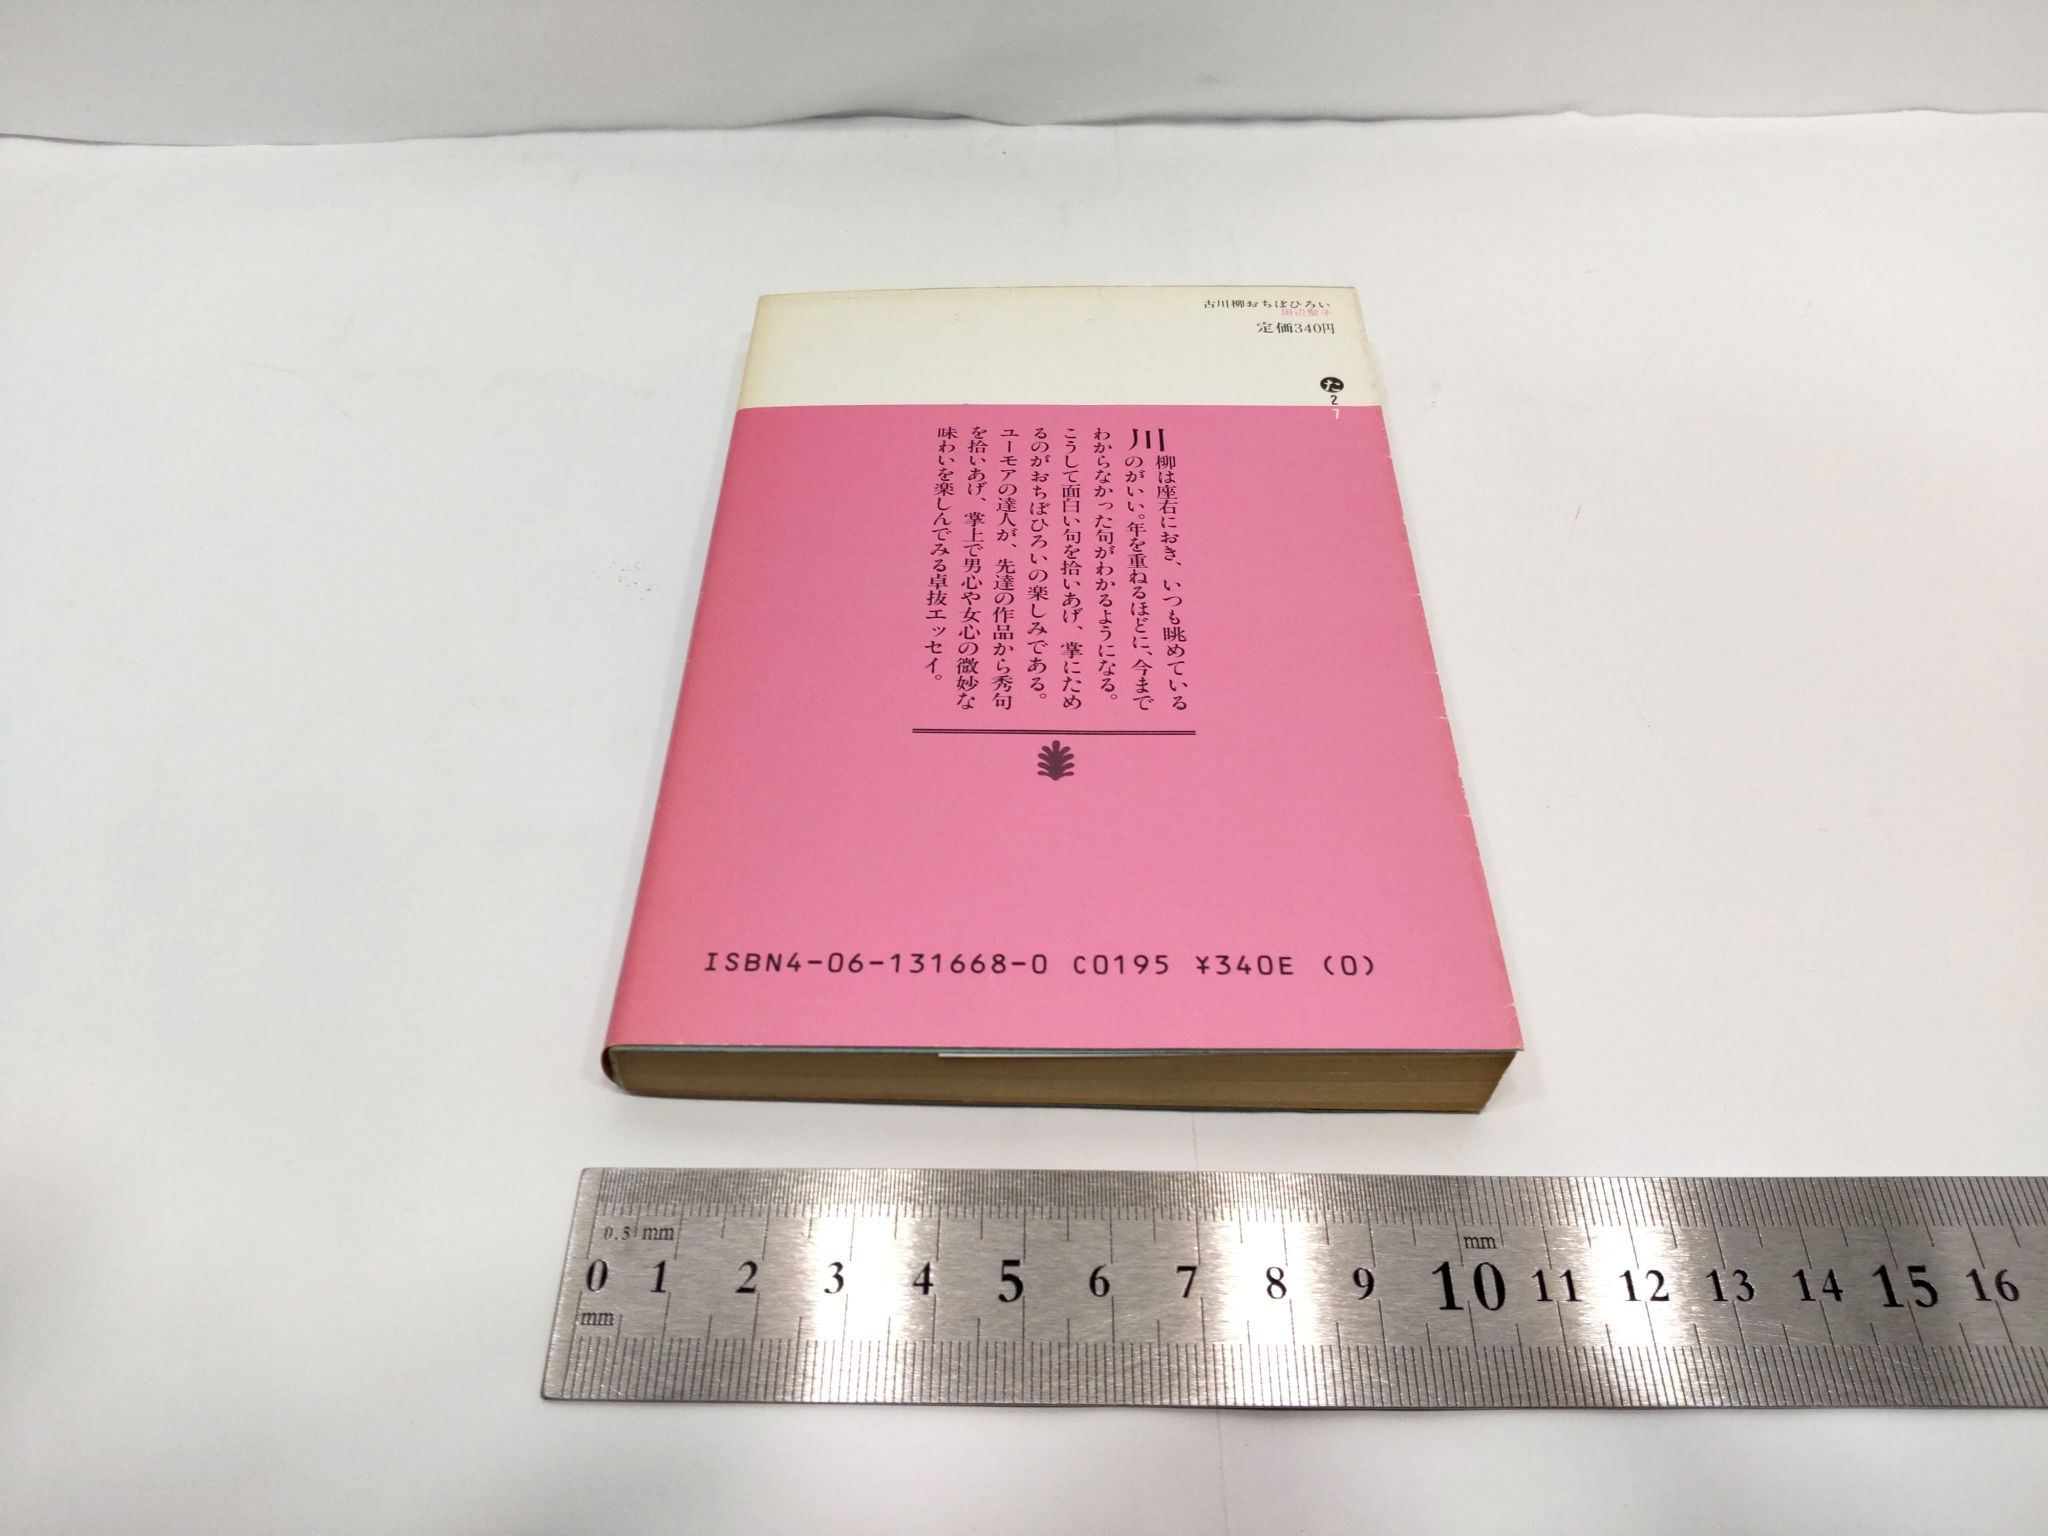 古川柳おちぼひろい
田辺聖子
定価340円
た
2
7
川柳は座右におき、いつも眺めている
のがいい。年を重ねるほどに、今まで
わからなかった句がわかるようになる。
こうして面白い句を拾いあげ、掌にため
るのがおちぼひろいの楽しみである。
ユーモアの達人が、先達の作品から秀句
を拾いあげ、掌上で男心や女心の微妙な
味わいを楽しんでみる卓抜エッセイ。
ISBN4-06-131668-0 C0195 ¥340E (0)
0.5 mm
mm
0 1 2 3 4 5 6 7 8 9 10 11 12 13 14 15 16
mm